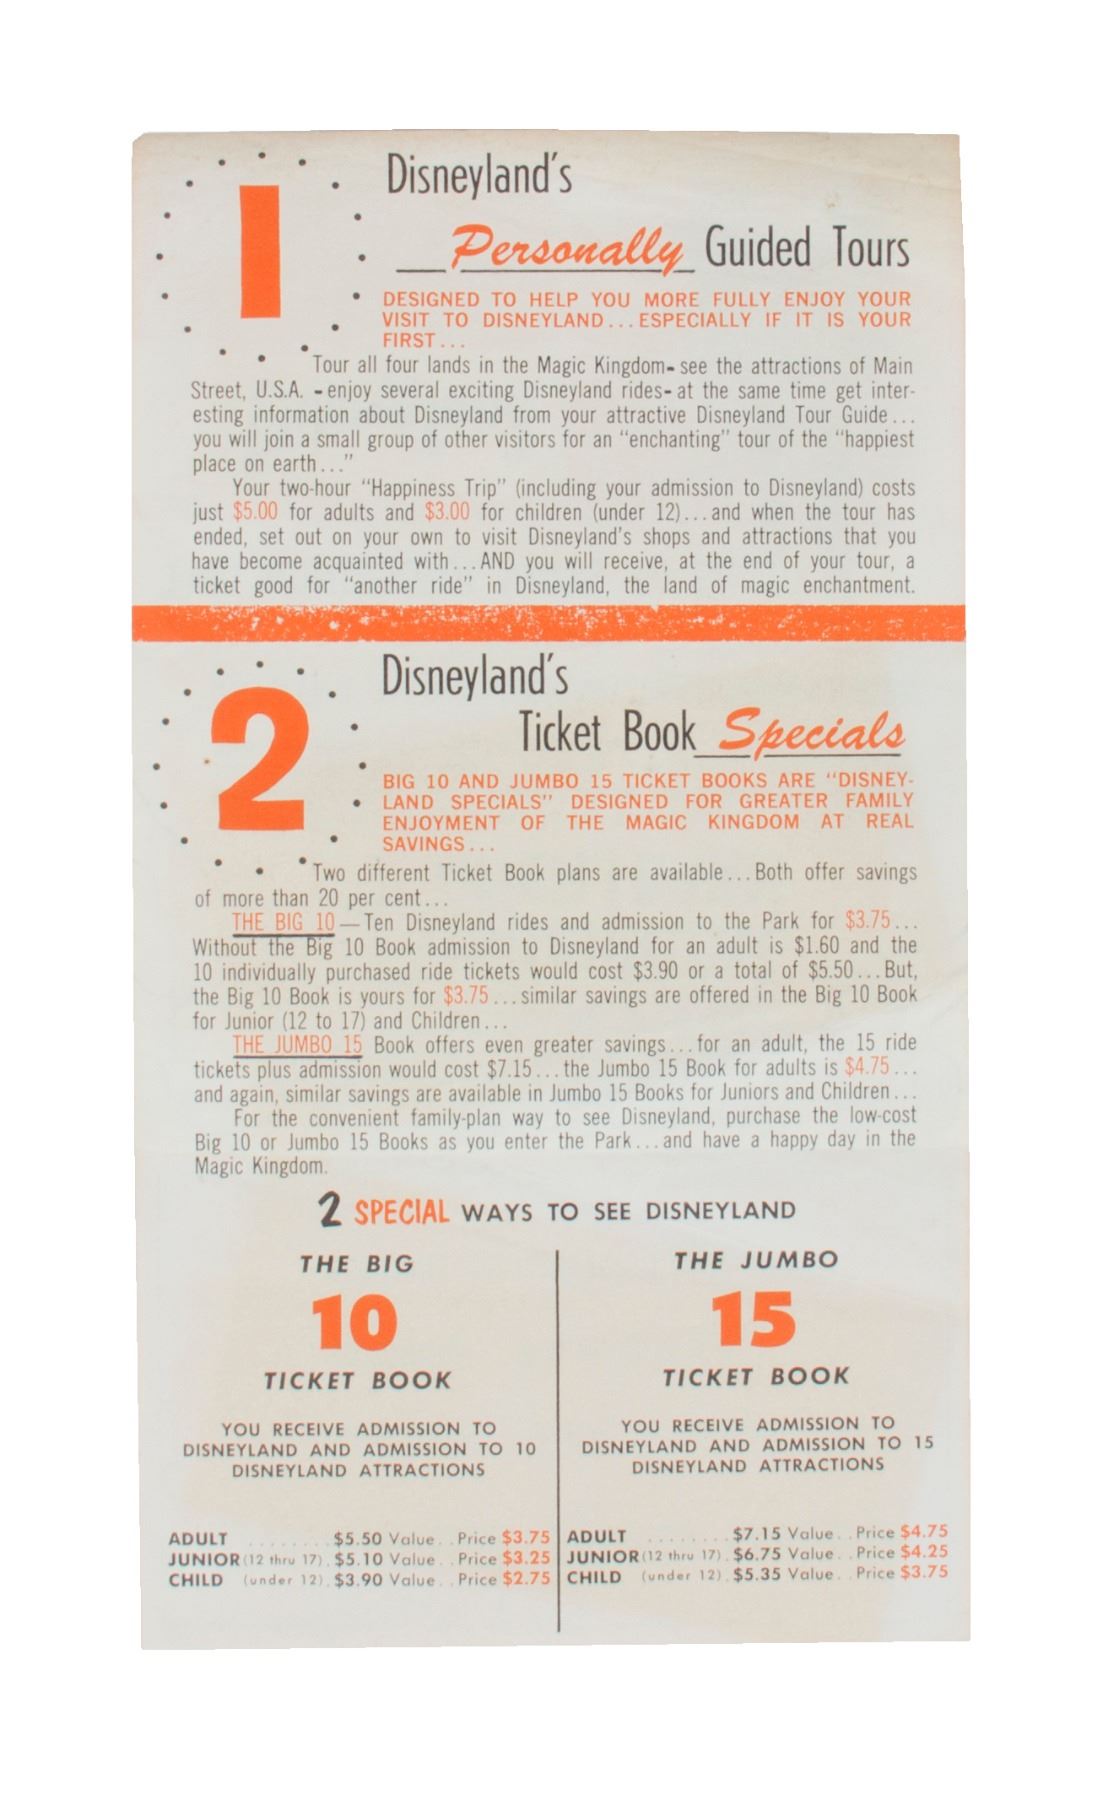 1
Disneyland's
Personally Guided Tours
DESIGNED TO HELP YOU MORE FULLY ENJOY YOUR
VISIT TO DISNEYLAND...ESPECIALLY IF IT IS YOUR
FIRST...
Tour all four lands in the Magic Kingdom-see the attractions of Main
Street, U.S.A. -enjoy several exciting Disneyland rides-at the same time get inter-
esting information about Disneyland from your attractive Disneyland Tour Guide...
you will join a small group of other visitors for an "enchanting" tour of the "happiest
place on earth..."
Your two-hour "Happiness Trip" (including your admission to Disneyland) costs
just $5.00 for adults and $3.00 for children (under 12)...and when the tour has
ended, set out on your own to visit Disneyland's shops and attractions that you
have become acquainted with...AND you will receive, at the end of your tour, a
ticket good for "another ride" in Disneyland, the land of magic enchantment.
2
Disneyland's
Ticket Book Specials
BIG 10 AND JUMBO 15 TICKET BOOKS ARE "DISNEY-
LAND SPECIALS" DESIGNED FOR GREATER FAMILY
ENJOYMENT OF THE MAGIC KINGDOM AT REAL
SAVINGS...
Two different Ticket Book plans are available...Both offer savings
of more than 20 per cent...
THE BIG 10—Ten Disneyland rides and admission to the Park for $3.75...
Without the Big 10 Book admission to Disneyland for an adult is $1.60 and the
10 individually purchased ride tickets would cost $3.90 or a total of $5.50...But,
the Big 10 Book is yours for $3.75...similar savings are offered in the Big 10 Book
for Junior (12 to 17) and Children...
THE JUMBO 15 Book offers even greater savings...for an adult, the 15 ride
tickets plus admission would cost $7.15...the Jumbo 15 Book for adults is $4.75...
and again, similar savings are available in Jumbo 15 Books for Juniors and Children...
For the convenient family-plan way to see Disneyland, purchase the low-cost
Big 10 or Jumbo 15 Books as you enter the Park...and have a happy day in the
Magic Kingdom.
2 SPECIAL WAYS TO SEE DISNEYLAND
THE BIG
10
TICKET BOOK
YOU RECEIVE ADMISSION TO
DISNEYLAND AND ADMISSION TO 10
DISNEYLAND ATTRACTIONS
ADULT ........ $5.50 Value..Price $3.75
JUNIOR (12 thru 17). $5.10 Value..Price $3.25
CHILD (under 12). $3.90 Value..Price $2.75
THE JUMBO
15
TICKET BOOK
YOU RECEIVE ADMISSION TO
DISNEYLAND AND ADMISSION TO 15
DISNEYLAND ATTRACTIONS
ADULT ........ $7.15 Value..Price $4.75
JUNIOR (12 thru 17). $6.75 Value..Price $4.25
CHILD (under 12). $5.35 Value..Price $3.75